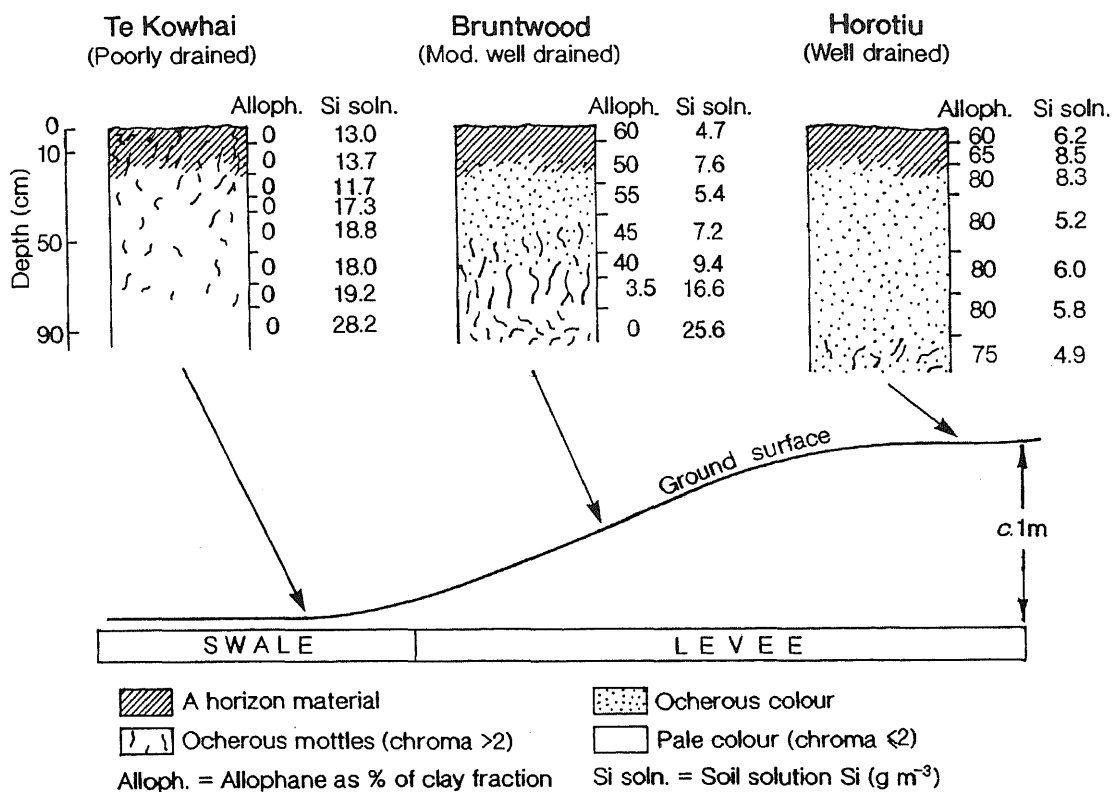 Te Kowhai
(Poorly drained)
Bruntwood
(Mod. well drained)
Horotiu
(Well drained)
Alloph. Si soln.
0 13.0
0 13.7
0 11.7
0 17.3
0 18.8
0 18.0
0 19.2
0 28.2
Alloph. Si soln.
60 4.7
50 7.6
55 5.4
45 7.2
40 9.4
3.5 16.6
0 25.6
Alloph. Si soln.
60 6.2
65 8.5
80 8.3
80 5.2
80 6.0
80 5.8
75 4.9
Depth (cm)
0
10
50
90
Ground surface
c.1m
SWALE
LEVEE
A horizon material
Ocherous colour
Ocherous mottles (chroma >2)
Pale colour (chroma ⩽2)
Alloph. = Allophane as % of clay fraction
Si soln. = Soil solution Si (g m⁻³)